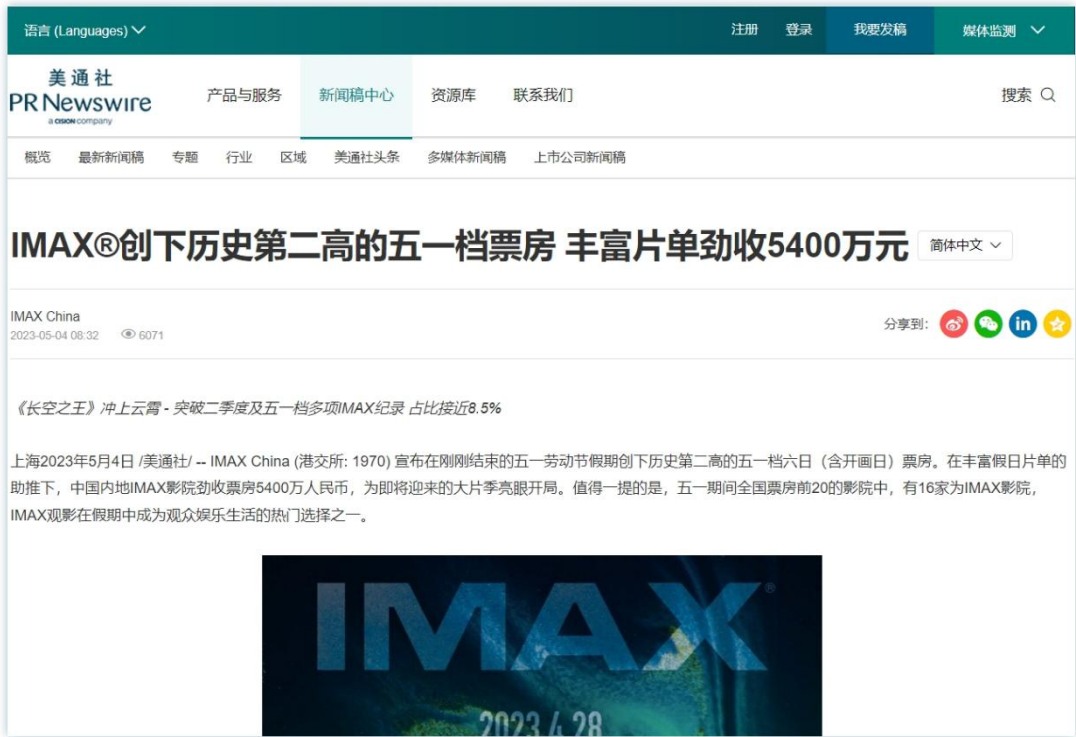 语言 (Languages)
注册 登录 我要发稿 媒体监测
美通社
PR Newswire
a CISION company
产品与服务 新闻稿中心 资源库 联系我们 搜索
概览 最新新闻稿 专题 行业 区域 美通社头条 多媒体新闻稿 上市公司新闻稿
IMAX®创下历史第二高的五一档票房 丰富片单劲收5400万元 简体中文
IMAX China
2023-05-04 08:32 6071
分享到:
《长空之王》冲上云霄 - 突破二季度及五一档多项IMAX纪录 占比接近8.5%
上海2023年5月4日 /美通社/ -- IMAX China (港交所: 1970) 宣布在刚刚结束的五一劳动节假期创下历史第二高的五一档六日（含开画日）票房。在丰富假日片单的
助推下，中国内地IMAX影院劲收票房5400万人民币，为即将迎来的大片季亮眼开局。值得一提的是，五一期间全国票房前20的影院中，有16家为IMAX影院，
IMAX观影在假期中成为观众娱乐生活的热门选择之一。
IMAX®
2023.4.28